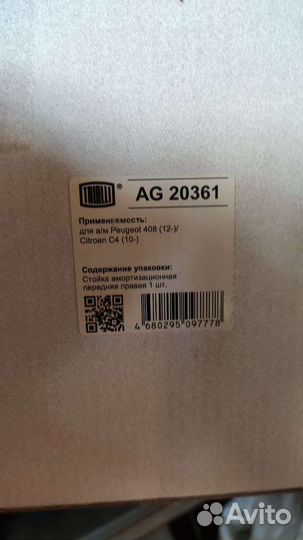 TRIALLI ®
AG 20361
Применяемость:
для а/м Peugeot 408 (12-)/
Citroen C4 (10-)
Содержание упаковки:
Стойка амортизационная
передняя правая 1 шт.
4 680295 097778
Avito